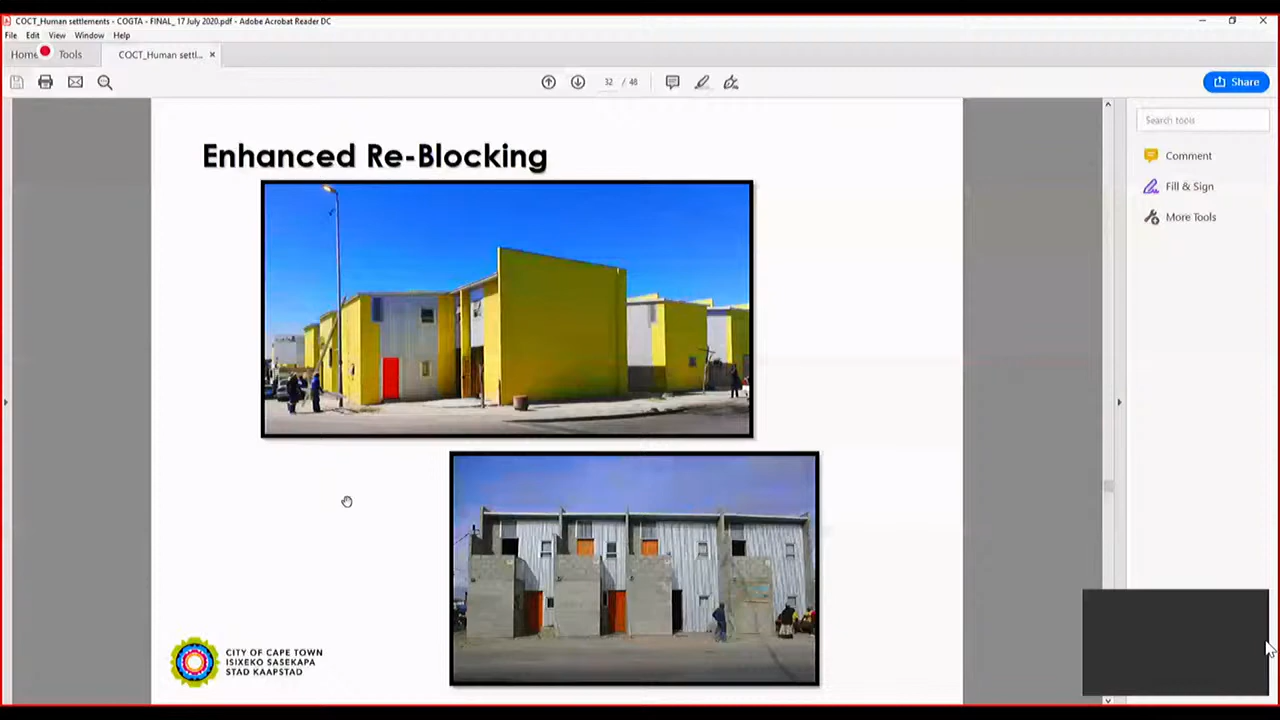 COCT_Human settlements - COGTA - FINAL_ 17 July 2020.pdf - Adobe Acrobat Reader DC
File Edit View Window Help
Home Tools COCT_Human settl...
32 / 48
Share
Enhanced Re-Blocking
Search tools
Comment
Fill & Sign
More Tools
CITY OF CAPE TOWN
ISIXEKO SASEKAPA
STAD KAAPSTAD